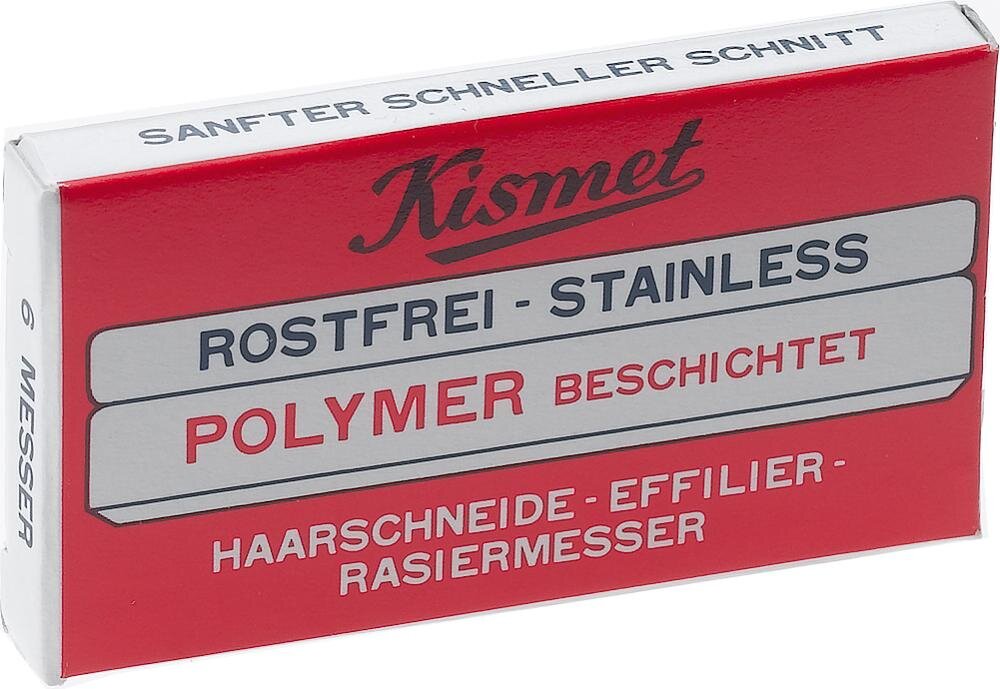 SANFTER SCHNELLER SCHNITT
Kismet
ROSTFREI - STAINLESS
POLYMER BESCHICHTET
HAARSCHNEIDE - EFFILIER -
RASIERMESSER
6 MESSER